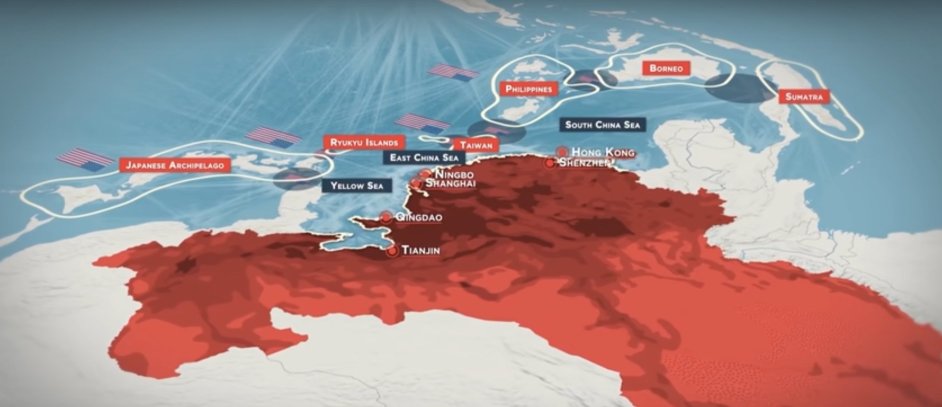 BORNEO
PHILIPPINES
SUMATRA
SOUTH CHINA SEA
RYUKYU ISLANDS
TAIWAN
HONG KONG
EAST CHINA SEA
SHENZHEN
JAPANESE ARCHIPELAGO
NINGBO
YELLOW SEA
SHANGHAI
QINGDAO
TIANJIN